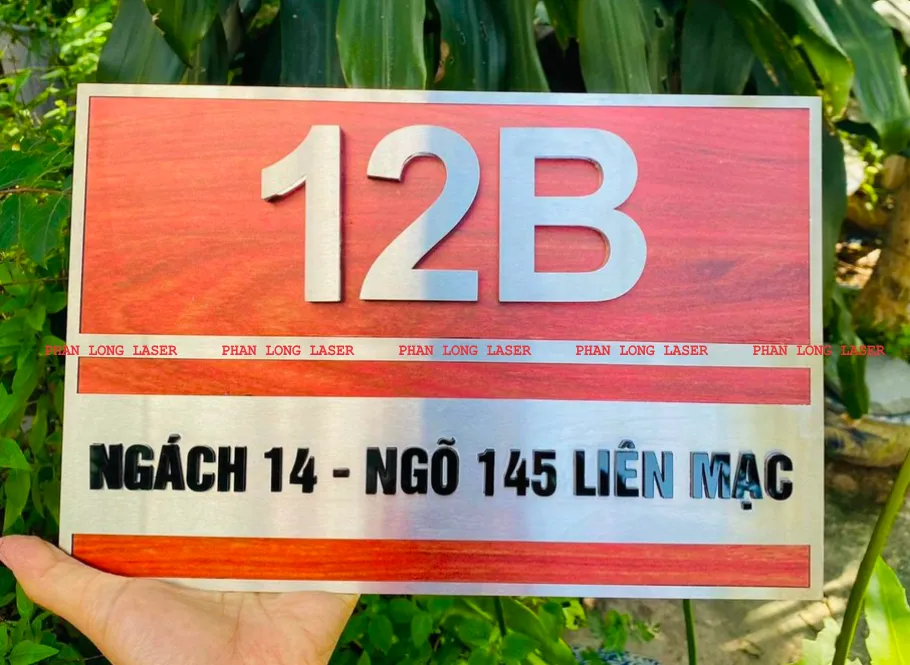 12B
PHAN LONG LASER PHAN LONG LASER PHAN LONG LASER PHAN LONG LASER PHAN LONG LASER
NGÁCH 14 - NGÕ 145 LIÊN MẠC